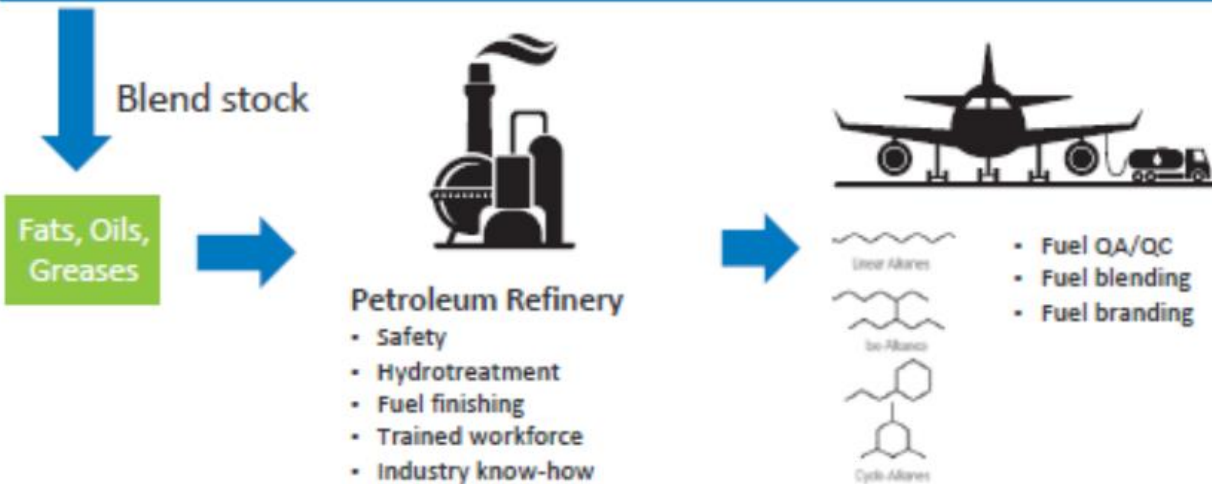 Blend stock
Fats, Oils,
Greases
Petroleum Refinery
• Safety
• Hydrotreatment
• Fuel finishing
• Trained workforce
• Industry know-how
Linear Alkanes
Iso-Alkanes
Cyclo-Alkanes
• Fuel QA/QC
• Fuel blending
• Fuel branding